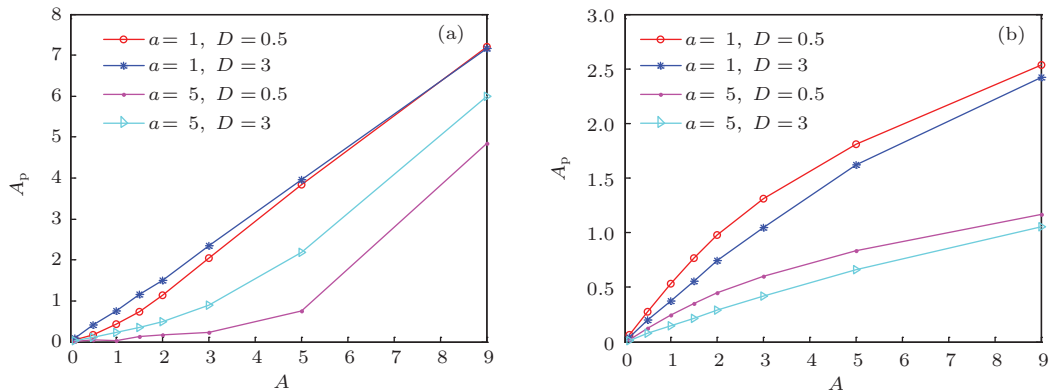 (a)
a= 1, D=0.5
a= 1, D=3
a= 5, D=0.5
a= 5, D=3
8
7
6
5
4
3
2
1
0
Ap
0 1 2 3 4 5 6 7 8 9
A
(b)
a= 1, D=0.5
a= 1, D=3
a= 5, D=0.5
a= 5, D=3
3.0
2.5
2.0
1.5
1.0
0.5
0
Ap
0 1 2 3 4 5 6 7 8 9
A